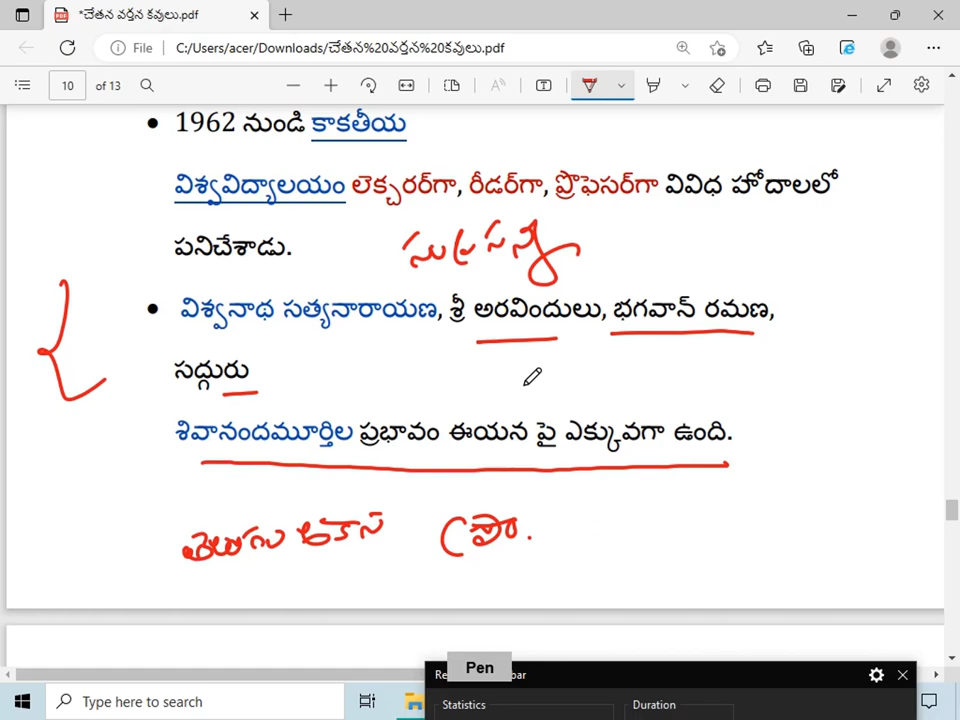 *చేతన వర్తన కవులు.pdf
File
C:/Users/acer/Downloads/చేతన%20వర్తన%20కవులు.pdf
10 of 13
1962 నుండి కాకతీయ
విశ్వవిద్యాలయం లెక్చరర్‌గా, రీడర్‌గా, ప్రొఫెసర్‌గా వివిధ హోదాలలో
పనిచేశాడు.
విశ్వనాథ సత్యనారాయణ, శ్రీ అరవిందులు, భగవాన్ రమణ,
సద్గురు
శివానందమూర్తిల ప్రభావం ఈయన పై ఎక్కువగా ఉంది.
తెలుగు
Pen
Statistics
Duration
Type here to search